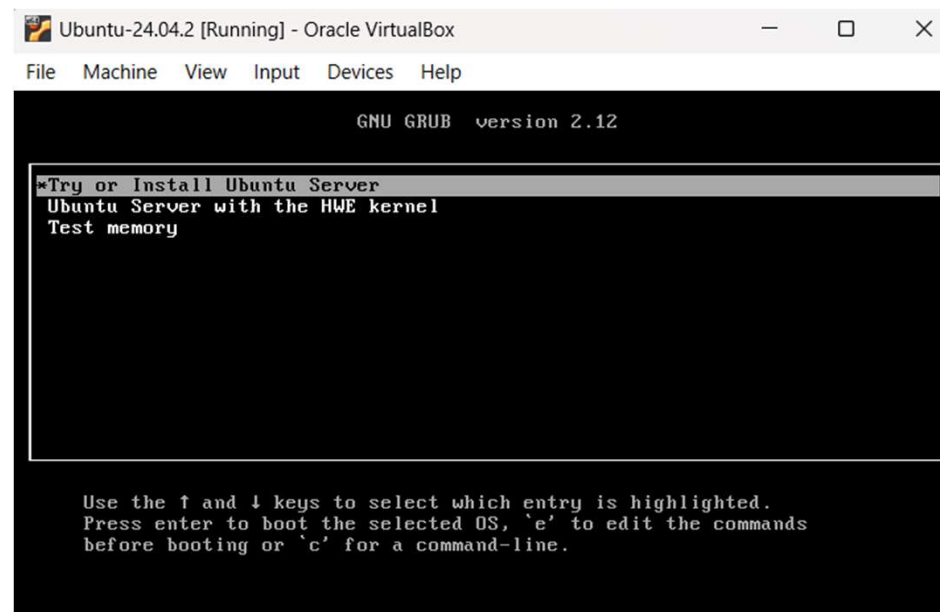 Ubuntu-24.04.2 [Running] - Oracle VirtualBox
File Machine View Input Devices Help
GNU GRUB version 2.12
*Try or Install Ubuntu Server
Ubuntu Server with the HWE kernel
Test memory
Use the ↑ and ↓ keys to select which entry is highlighted.
Press enter to boot the selected OS, `e' to edit the commands
before booting or `c' for a command-line.